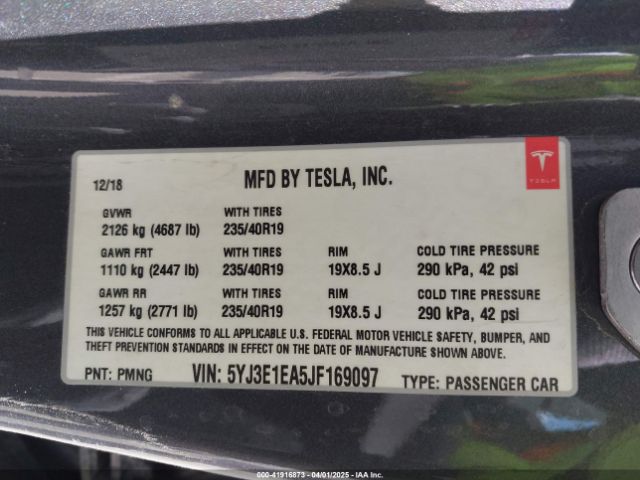 12/18
MFD BY TESLA, INC.
TESLA
GVWR
2126 kg (4687 lb)
WITH TIRES
235/40R19
GAWR FRT
1110 kg (2447 lb)
WITH TIRES
235/40R19
RIM
19X8.5 J
COLD TIRE PRESSURE
290 kPa, 42 psi
GAWR RR
1257 kg (2771 lb)
WITH TIRES
235/40R19
RIM
19X8.5 J
COLD TIRE PRESSURE
290 kPa, 42 psi
THIS VEHICLE CONFORMS TO ALL APPLICABLE U.S. FEDERAL MOTOR VEHICLE SAFETY, BUMPER, AND
THEFT PREVENTION STANDARDS IN EFFECT ON THE DATE OF MANUFACTURE SHOWN ABOVE.
PNT: PMNG
VIN: 5YJ3E1EA5JF169097
TYPE: PASSENGER CAR
000-41916873 - 04/01/2025 - IAA Inc.